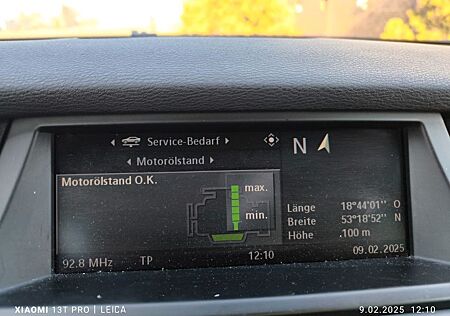 Service-Bedarf
N
Motorölstand
Motorölstand O.K.
max.
min.
Länge 18°44'01" O
Breite 53°18'52" N
Höhe .100 m
09.02.2025
92.8 MHz TP 12:10
XIAOMI 13T PRO | LEICA
9.02.2025 12:10